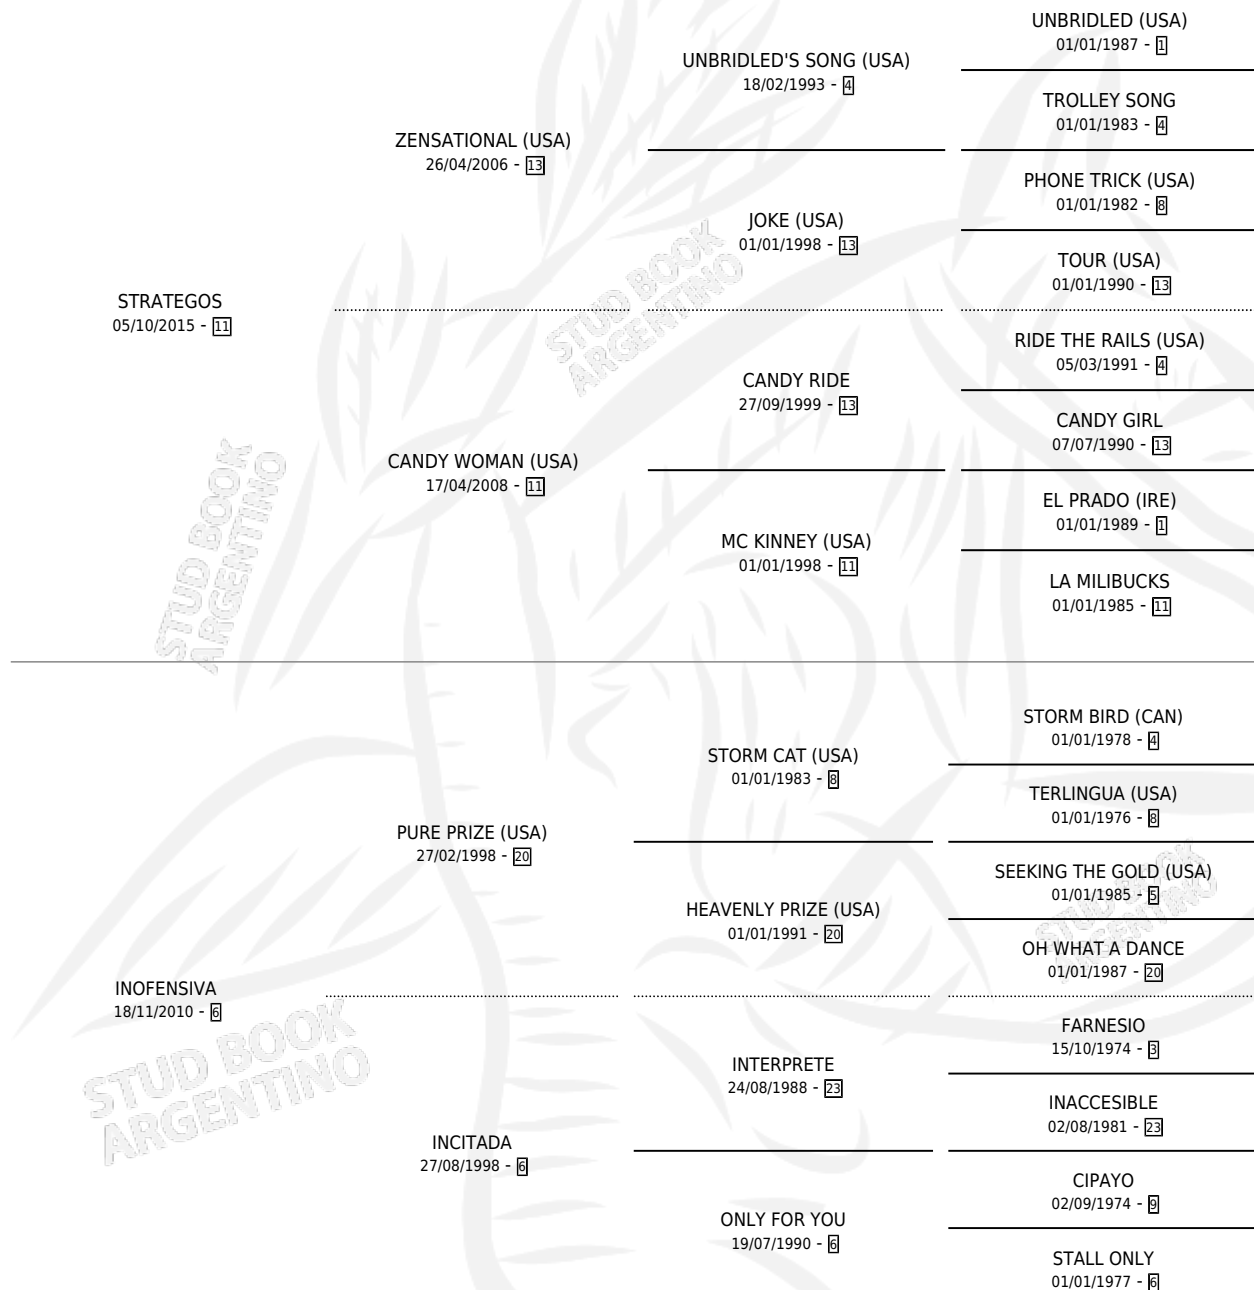 UNBRIDLED (USA)
01/01/1987 - 1
UNBRIDLED'S SONG (USA)
18/02/1993 - 4
TROLLEY SONG
01/01/1983 - 4
ZENSATIONAL (USA)
26/04/2006 - 13
PHONE TRICK (USA)
01/01/1982 - 8
JOKE (USA)
01/01/1998 - 13
TOUR (USA)
01/01/1990 - 13
STRATEGOS
05/10/2015 - 11
RIDE THE RAILS (USA)
05/03/1991 - 4
CANDY RIDE
27/09/1999 - 13
CANDY GIRL
07/07/1990 - 13
CANDY WOMAN (USA)
17/04/2008 - 11
EL PRADO (IRE)
01/01/1989 - 1
MC KINNEY (USA)
01/01/1998 - 11
LA MILIBUCKS
01/01/1985 - 11
STORM BIRD (CAN)
01/01/1978 - 4
STORM CAT (USA)
01/01/1983 - 8
TERLINGUA (USA)
01/01/1976 - 8
PURE PRIZE (USA)
27/02/1998 - 20
SEEKING THE GOLD (USA)
01/01/1985 - 5
HEAVENLY PRIZE (USA)
01/01/1991 - 20
OH WHAT A DANCE
01/01/1987 - 20
INOFENSIVA
18/11/2010 - 6
FARNESIO
15/10/1974 - 3
INTERPRETE
24/08/1988 - 23
INACCESIBLE
02/08/1981 - 23
INCITADA
27/08/1998 - 6
CIPAYO
02/09/1974 - 9
ONLY FOR YOU
19/07/1990 - 6
STALL ONLY
01/01/1977 - 6
STUD BOOK
ARGENTINO
STUD BOOK
ARGENTINO
STUD BOOK
ARGENTINO
STUD BOOK
ARGENTINO